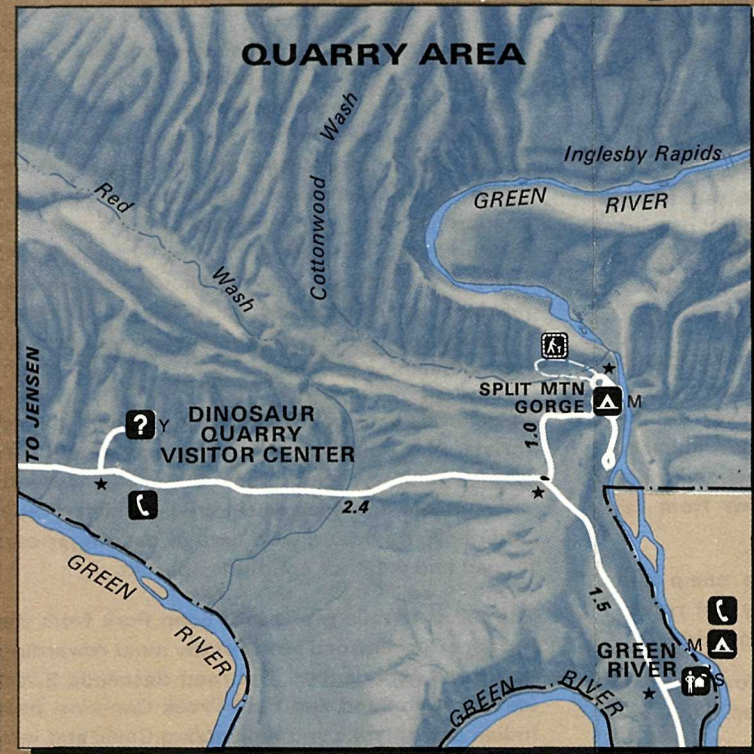 QUARRY AREA
Wash
Cottonwood
Inglesby Rapids
GREEN RIVER
Red
Wash
TO JENSEN
SPLIT MTN
GORGE
M
1.0
?
Y
DINOSAUR
QUARRY
VISITOR CENTER
2.4
GREEN
RIVER
1.5
GREEN
RIVER
M
S
GREEN RIVER